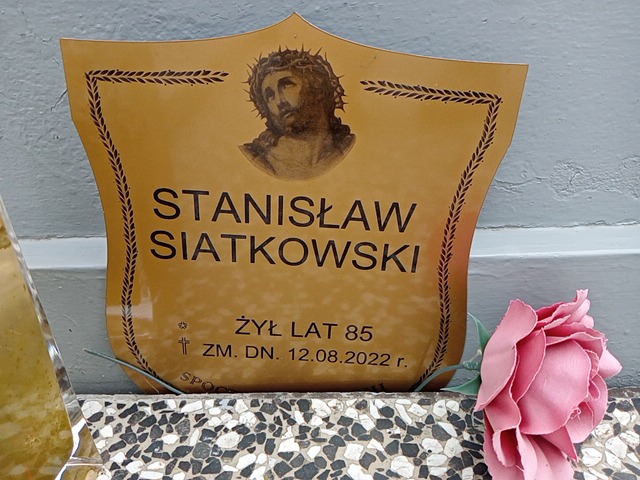 STANISŁAW
SIATKOWSKI
ŻYŁ LAT 85
ZM. DN. 12.08.2022 r.